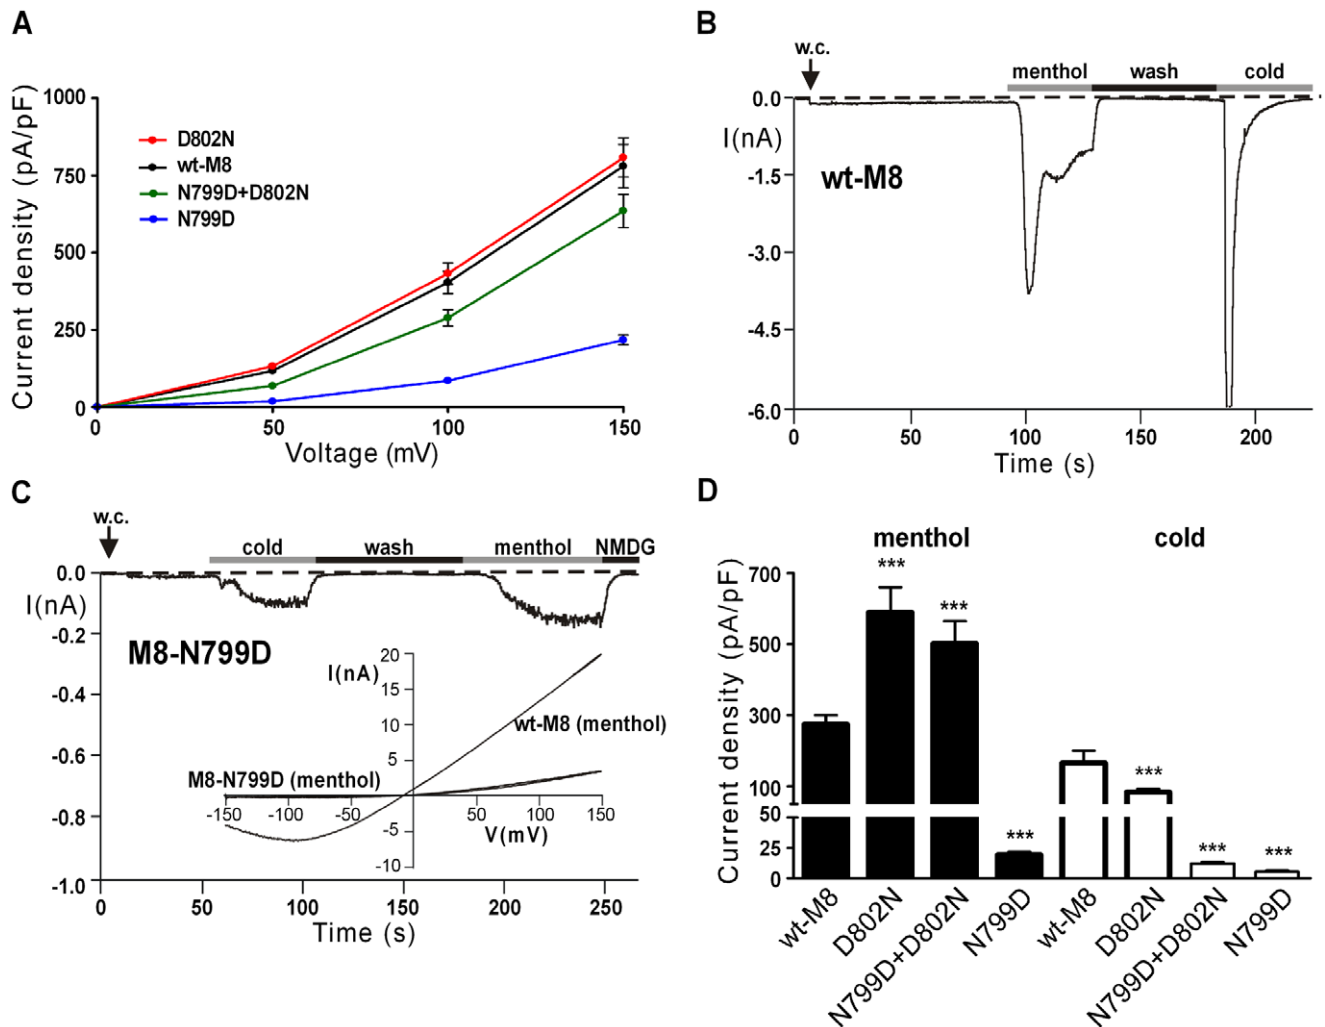 A
Current density (pA/pF)
1000
750
500
250
0
D802N
wt-M8
N799D+D802N
N799D
0
50
100
150
Voltage (mV)
B
w.c.
menthol
wash
cold
0.0
I(nA)
-1.5
-3.0
-4.5
-6.0
wt-M8
0
50
100
150
200
Time (s)
C
w.c.
cold
wash
menthol
NMDG
0.0
I(nA)
-0.2
-0.4
-0.6
-0.8
-1.0
M8-N799D
I(nA)
20
15
10
5
-5
-10
wt-M8 (menthol)
M8-N799D (menthol)
-150
-100
-50
50
100
150
V(mV)
0
50
100
150
200
250
Time (s)
D
menthol
cold
Current density (pA/pF)
700
500
300
100
50
25
0
***
***
***
***
***
***
wt-M8
D802N
N799D+D802N
N799D
wt-M8
D802N
N799D+D802N
N799D